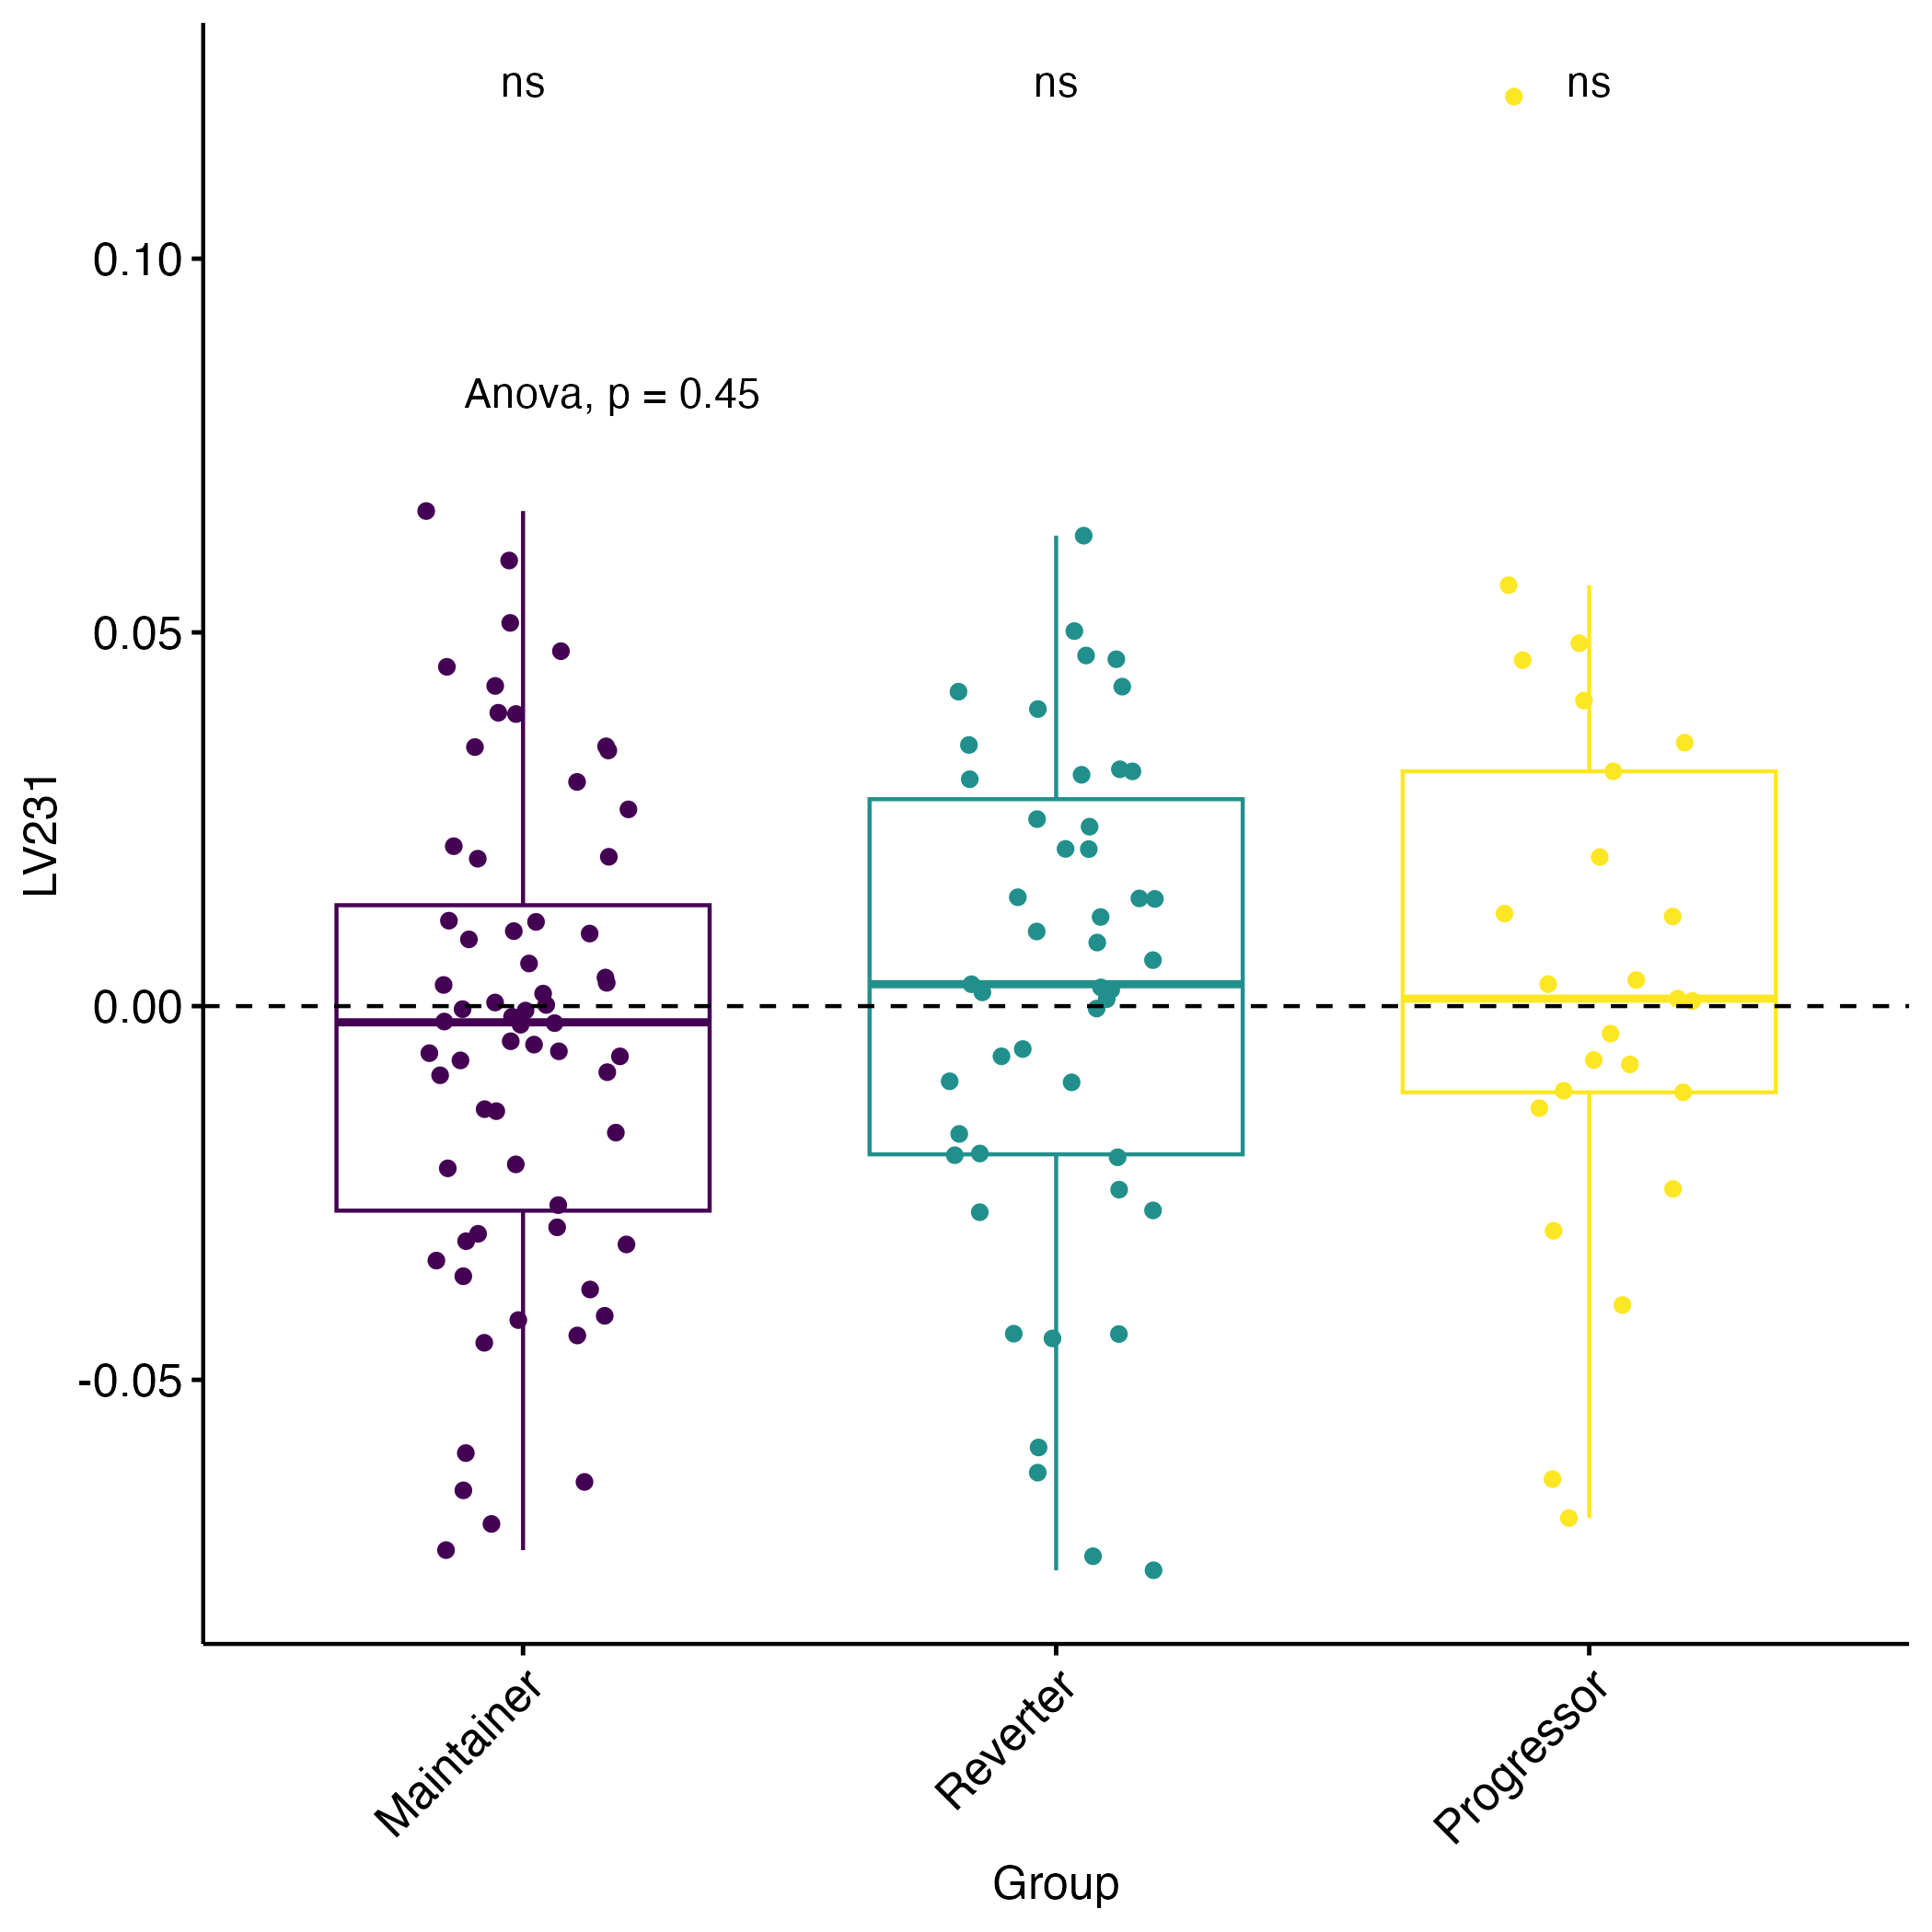 ns ns ns
Anova, p = 0.45
0.10
0.05
0.00
-0.05
LV231
Maintainer
Reverter
Progressor
Group